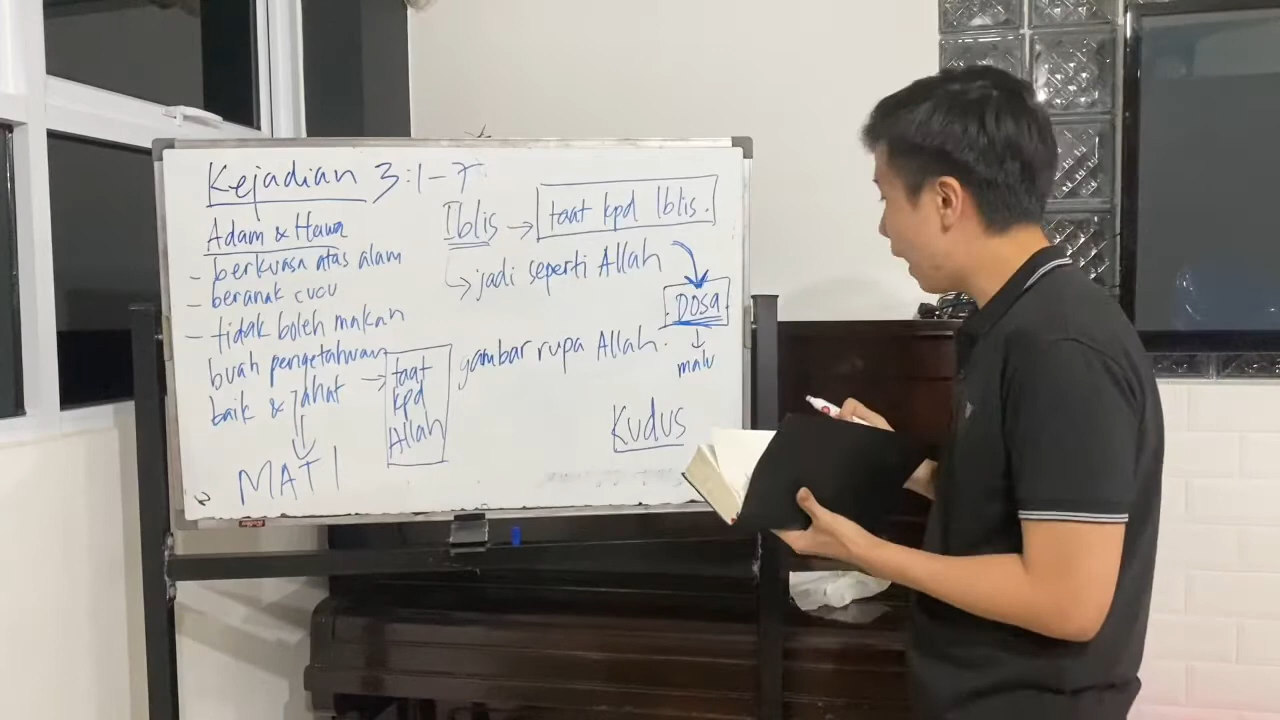 Kejadian 3:1-7
Adam & Hawa
- berkuasa atas alam
- beranak cucu
- tidak boleh makan
buah pengetahuan
baik & jahat → taat
kpd
Allah
MATI
Iblis → taat kpd Iblis.
↳ jadi seperti Allah
DOSA
↓
malu
gambar rupa Allah.
Kudus